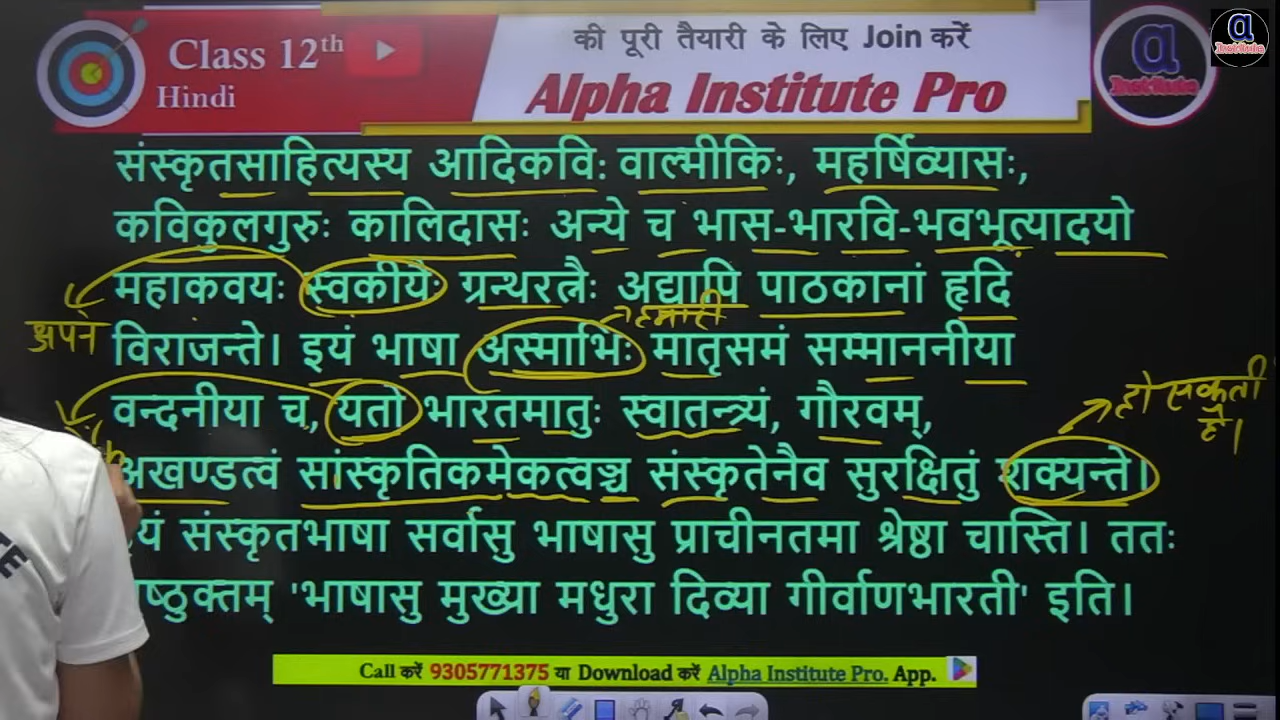 Class 12th
Hindi
की पूरी तैयारी के लिए Join करें
Alpha Institute Pro
α
Institute
α
Institute
संस्कृतसाहित्यस्य आदिकविः वाल्मीकिः, महर्षिव्यासः,
कविकुलगुरुः कालिदासः अन्ये च भास-भारवि-भवभूत्यादयो
महाकवयः स्वकीयैः ग्रन्थरत्नैः अद्यापि पाठकानां हृदि
हमारी
अपने
विराजन्ते। इयं भाषा अस्माभिः मातृसमं सम्माननीया
वन्दनीया च, यतो भारतमातुः स्वातन्त्र्यं, गौरवम्,
हो सकती
है।
अखण्डत्वं सांस्कृतिकमेकत्वञ्च संस्कृतेनैव सुरक्षितुं शक्यन्ते।
संस्कृतभाषा सर्वासु भाषासु प्राचीनतमा श्रेष्ठा चास्ति। ततः
'भाषासु मुख्या मधुरा दिव्या गीर्वाणभारती' इति।
Call करें 9305771375 या Download करें Alpha Institute Pro. App.